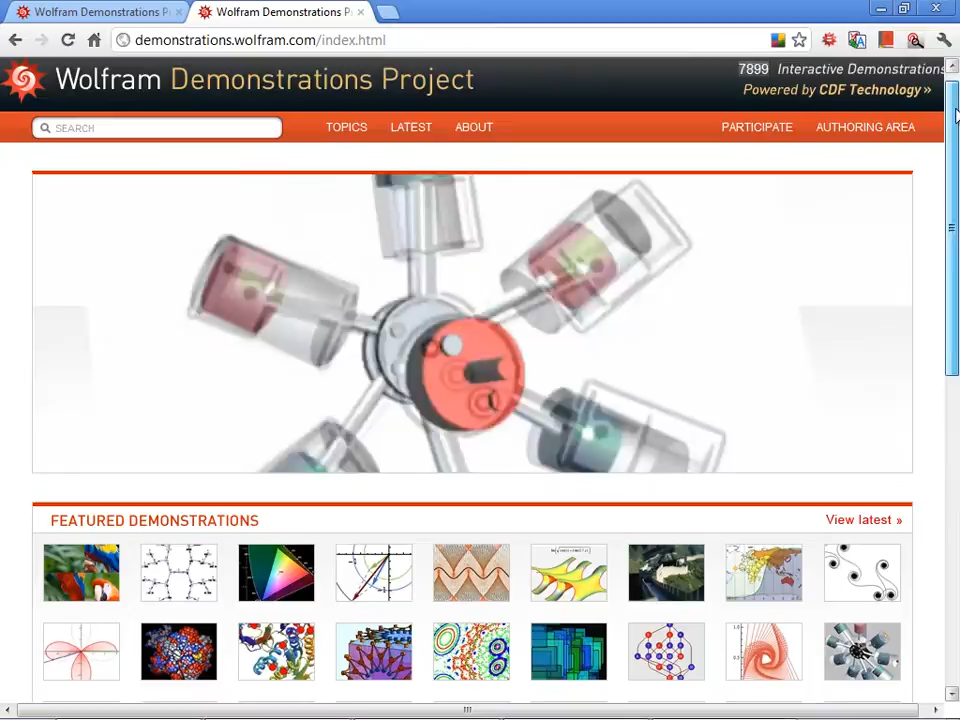 Wolfram Demonstrations P
Wolfram Demonstrations P
demonstrations.wolfram.com/index.html
Wolfram Demonstrations Project
7899 Interactive Demonstrations
Powered by CDF Technology »
SEARCH
TOPICS
LATEST
ABOUT
PARTICIPATE
AUTHORING AREA
FEATURED DEMONSTRATIONS
View latest »